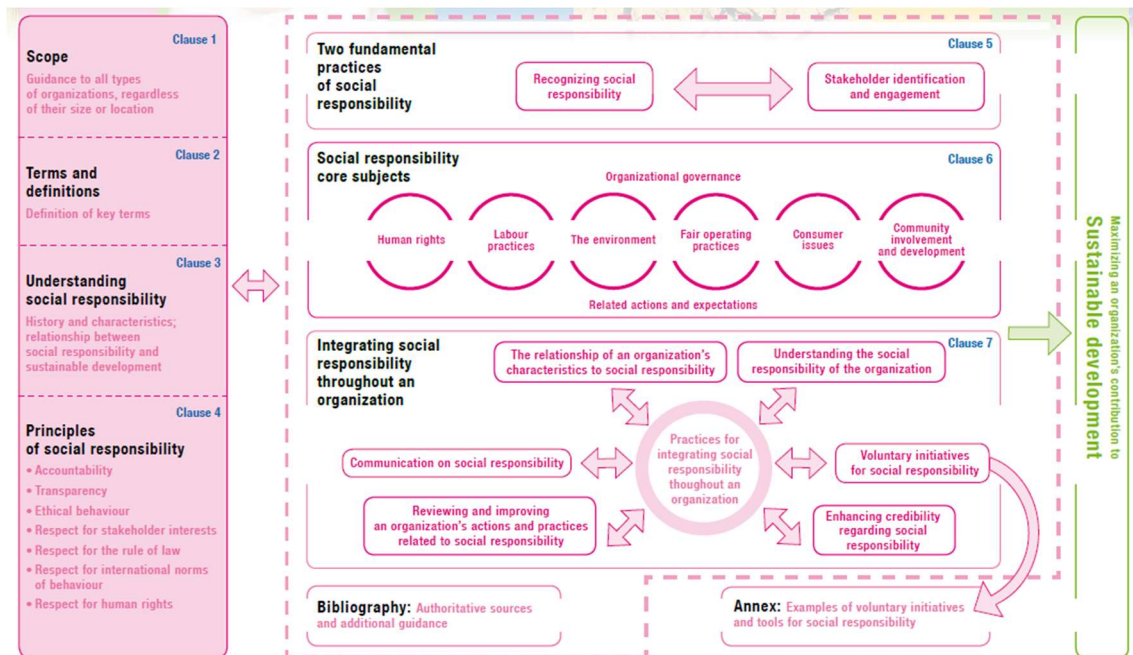 Clause 1
Scope
Guidance to all types
of organizations, regardless
of their size or location
Clause 2
Terms and
definitions
Definition of key terms
Clause 3
Understanding
social responsibility
History and characteristics;
relationship between
social responsibility and
sustainable development
Clause 4
Principles
of social responsibility
• Accountability
• Transparency
• Ethical behaviour
• Respect for stakeholder interests
• Respect for the rule of law
• Respect for international norms
of behaviour
• Respect for human rights
Two fundamental
practices
of social
responsibility
Clause 5
Recognizing social
responsibility
Stakeholder identification
and engagement
Social responsibility
core subjects
Clause 6
Organizational governance
Human rights
Labour
practices
The environment
Fair operating
practices
Consumer
issues
Community
involvement
and development
Related actions and expectations
Integrating social
responsibility
throughout an
organization
Clause 7
The relationship of an organization's
characteristics to social responsibility
Understanding the social
responsibility of the organization
Practices for
integrating social
responsibility
thoughout an
organization
Communication on social responsibility
Voluntary initiatives
for social responsibility
Reviewing and improving
an organization's actions and practices
related to social responsibility
Enhancing credibility
regarding social
responsibility
Bibliography: Authoritative sources
and additional guidance
Annex: Examples of voluntary initiatives
and tools for social responsibility
Maximizing an organization's contribution to
Sustainable development